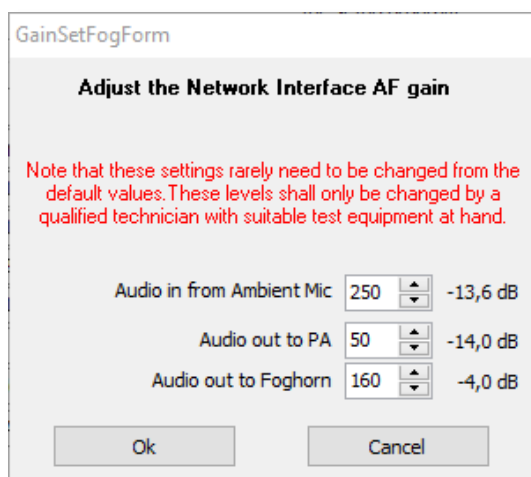 GainSetFogForm
Adjust the Network Interface AF gain
Note that these settings rarely need to be changed from the
default values.These levels shall only be changed by a
qualified technician with suitable test equipment at hand.
Audio in from Ambient Mic 250 -13,6 dB
Audio out to PA 50 -14,0 dB
Audio out to Foghorn 160 -4,0 dB
Ok Cancel